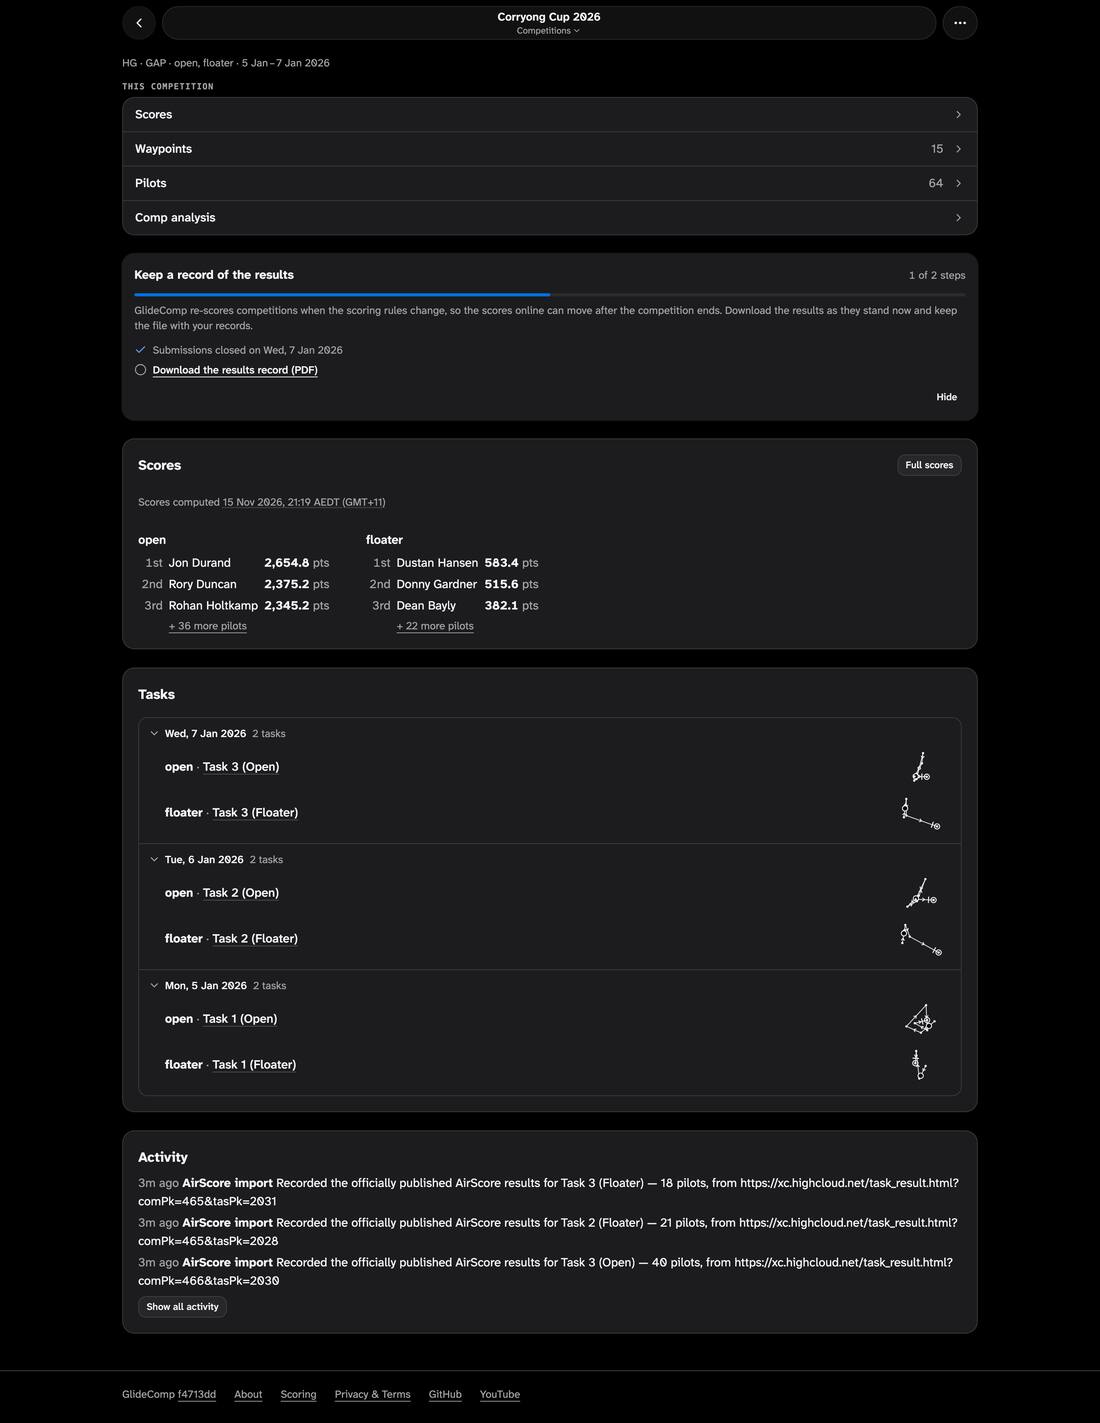 Corryong Cup 2026
Competitions
HG · GAP · open, floater · 5 Jan – 7 Jan 2026
THIS COMPETITION
Scores
Waypoints 15
Pilots 64
Comp analysis
Keep a record of the results 1 of 2 steps
GlideComp re-scores competitions when the scoring rules change, so the scores online can move after the competition ends. Download the results as they stand now and keep
the file with your records.
Submissions closed on Wed, 7 Jan 2026
Download the results record (PDF)
Hide
Scores Full scores
Scores computed 15 Nov 2026, 21:19 AEDT (GMT+11)
open
1st Jon Durand 2,654.8 pts
2nd Rory Duncan 2,375.2 pts
3rd Rohan Holtkamp 2,345.2 pts
+ 36 more pilots
floater
1st Dustan Hansen 583.4 pts
2nd Donny Gardner 515.6 pts
3rd Dean Bayly 382.1 pts
+ 22 more pilots
Tasks
Wed, 7 Jan 2026 2 tasks
open · Task 3 (Open)
floater · Task 3 (Floater)
Tue, 6 Jan 2026 2 tasks
open · Task 2 (Open)
floater · Task 2 (Floater)
Mon, 5 Jan 2026 2 tasks
open · Task 1 (Open)
floater · Task 1 (Floater)
Activity
3m ago AirScore import Recorded the officially published AirScore results for Task 3 (Floater) — 18 pilots, from https://xc.highcloud.net/task_result.html?
comPk=465&tasPk=2031
3m ago AirScore import Recorded the officially published AirScore results for Task 2 (Floater) — 21 pilots, from https://xc.highcloud.net/task_result.html?
comPk=465&tasPk=2028
3m ago AirScore import Recorded the officially published AirScore results for Task 3 (Open) — 40 pilots, from https://xc.highcloud.net/task_result.html?
comPk=466&tasPk=2030
Show all activity
GlideComp f4713dd About Scoring Privacy & Terms GitHub YouTube